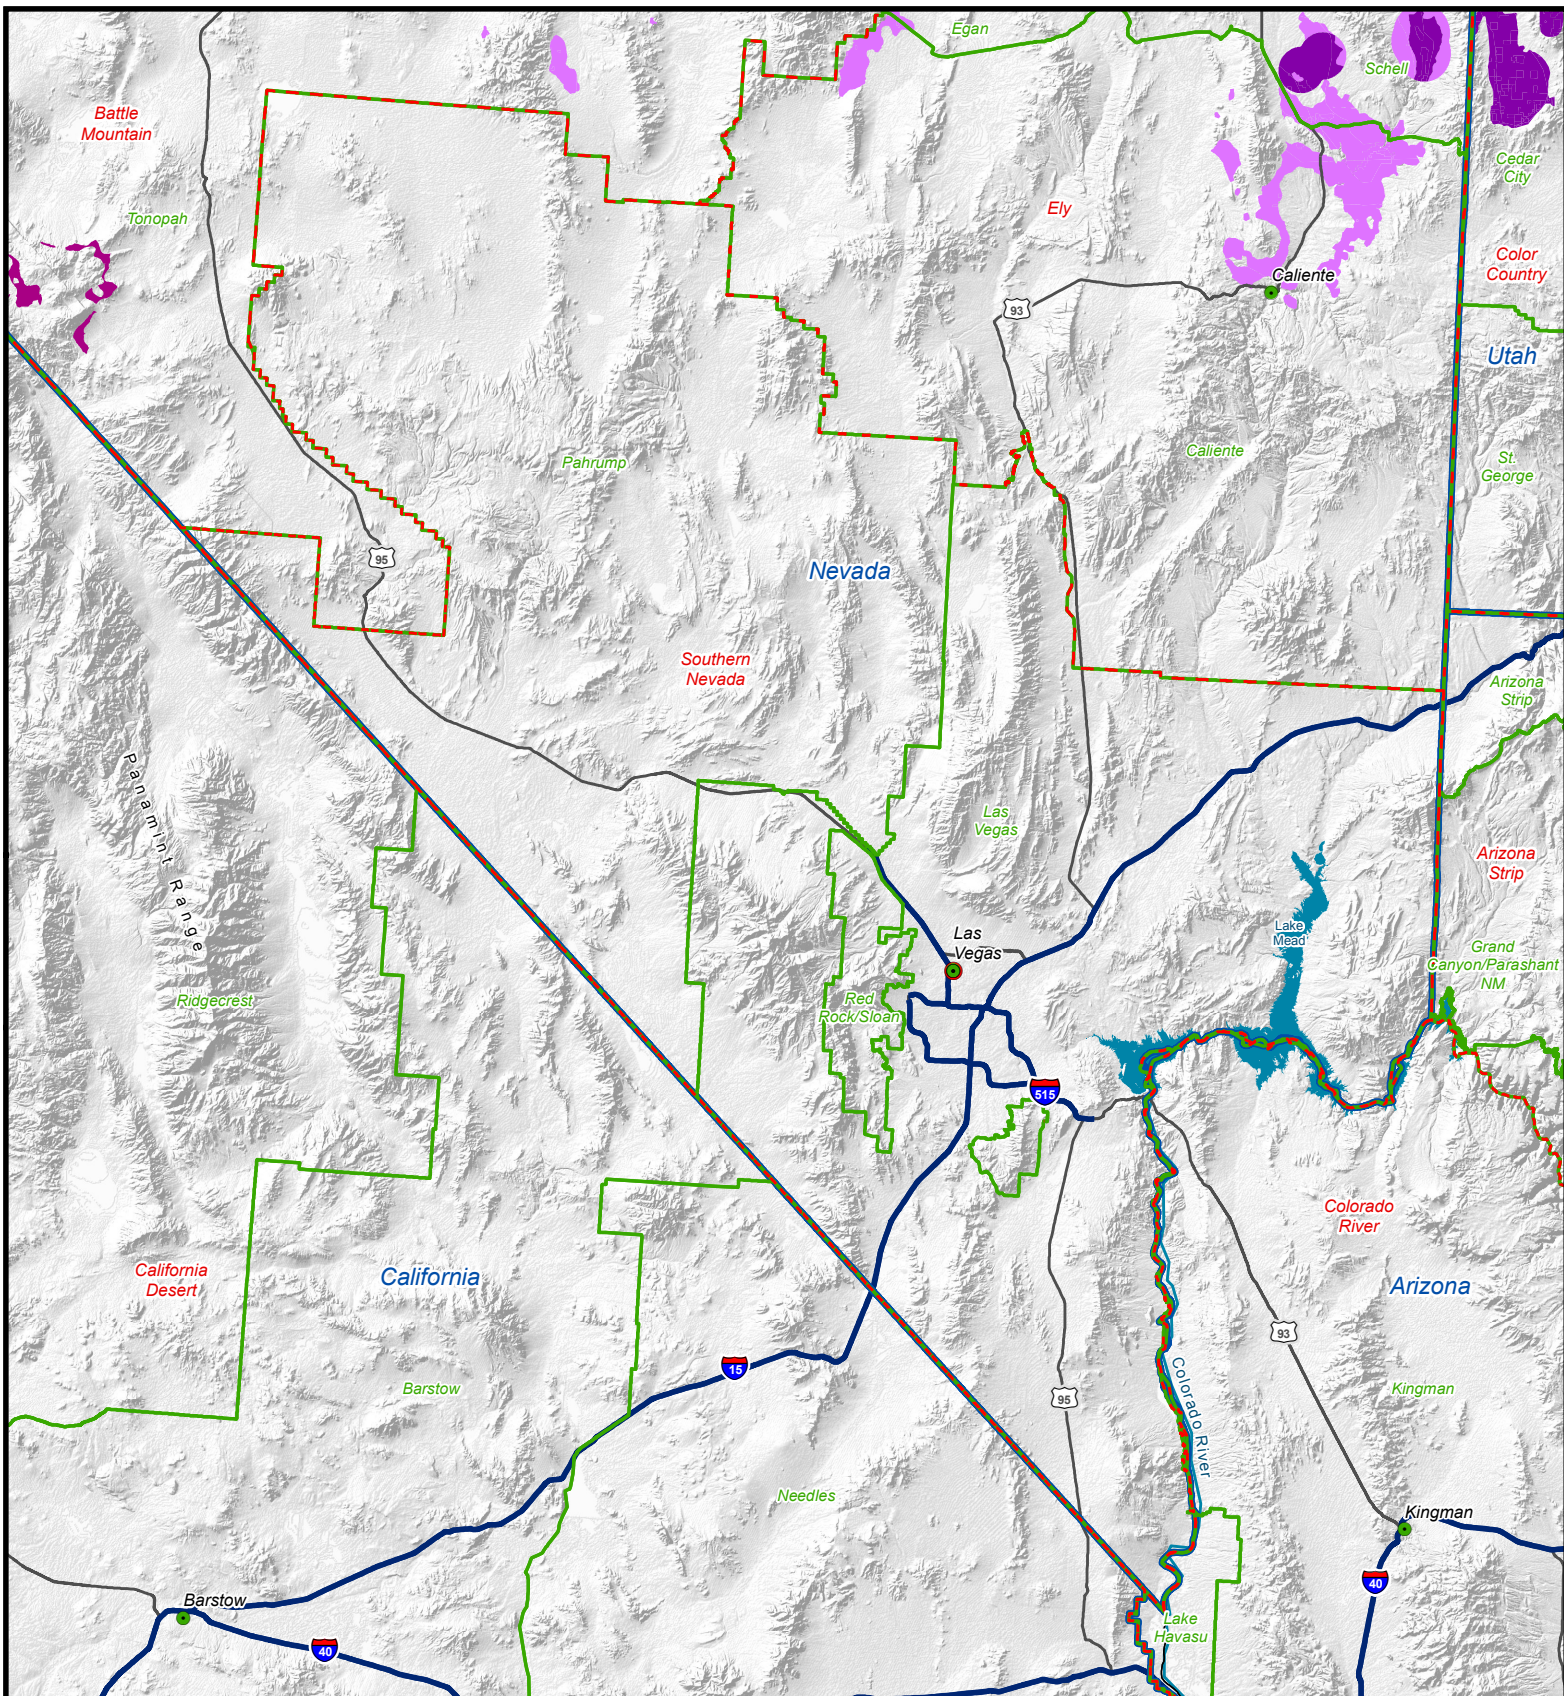 Egan
Schell
Battle
Mountain
Cedar
City
Ely
Tonopah
Color
Country
Caliente
93
Utah
Caliente
St.
George
Pahrump
95
Nevada
Southern
Nevada
Arizona
Strip
Panamint Range
Las
Vegas
Arizona
Strip
Las
Vegas
Lake
Mead
Grand
Canyon/Parashant
NM
Ridgecrest
Red
Rock/Sloan
515
Colorado
River
California
Desert
California
Arizona
93
15
Colorado River
Barstow
95
Kingman
Needles
Kingman
40
Barstow
Lake
Havasu
40